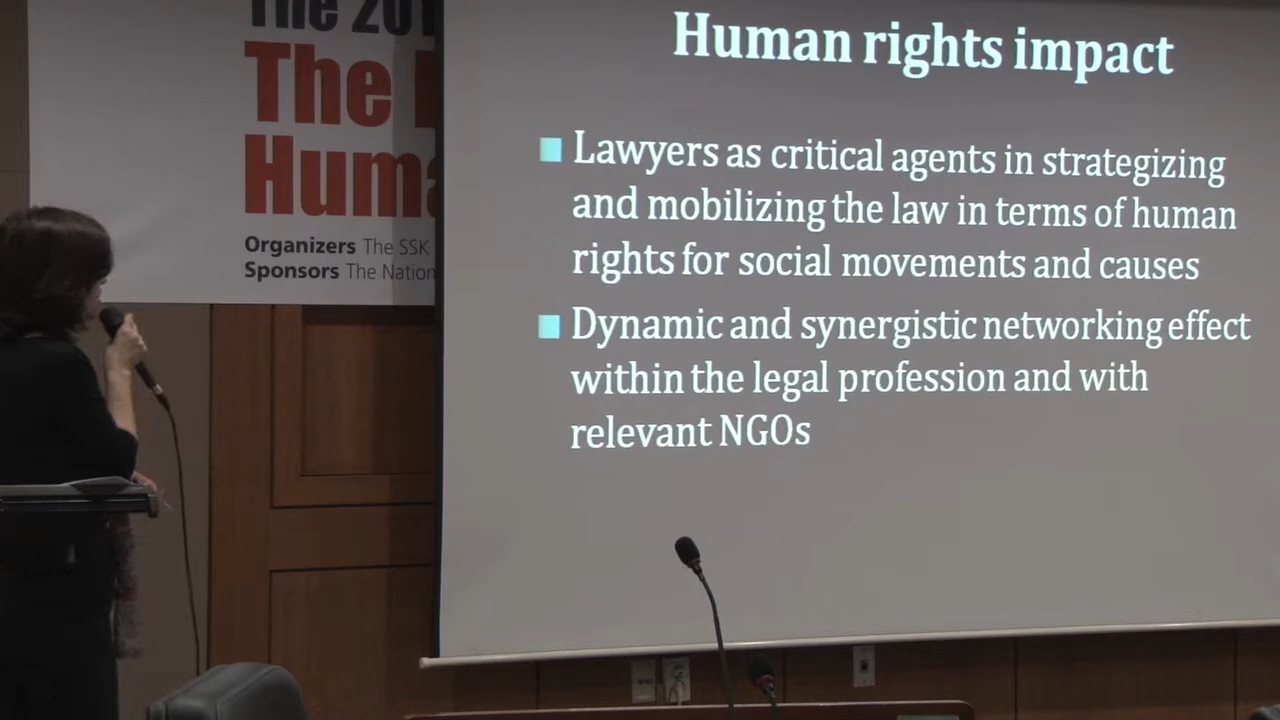 The 201
The
Huma
Organizers The SSK
Sponsors The Nation
Human rights impact
Lawyers as critical agents in strategizing
and mobilizing the law in terms of human
rights for social movements and causes
Dynamic and synergistic networking effect
within the legal profession and with
relevant NGOs